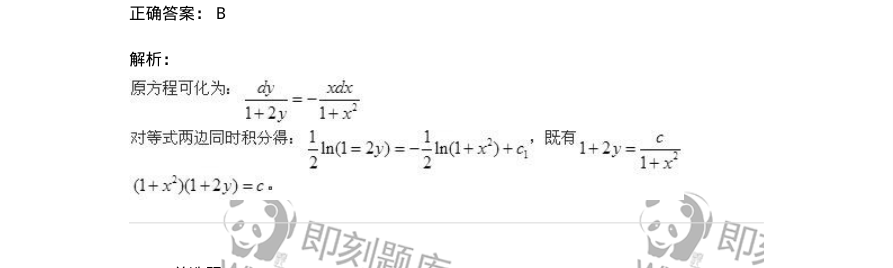 正确答案: B
解析:
原方程可化为: dy/(1+2y) = -xdx/(1+x²)
对等式两边同时积分得: 1/2 ln(1=2y) = -1/2 ln(1+x²)+c₁, 既有 1+2y = c/(1+x²)
(1+x²)(1+2y) = c。
即刻题库 即刻